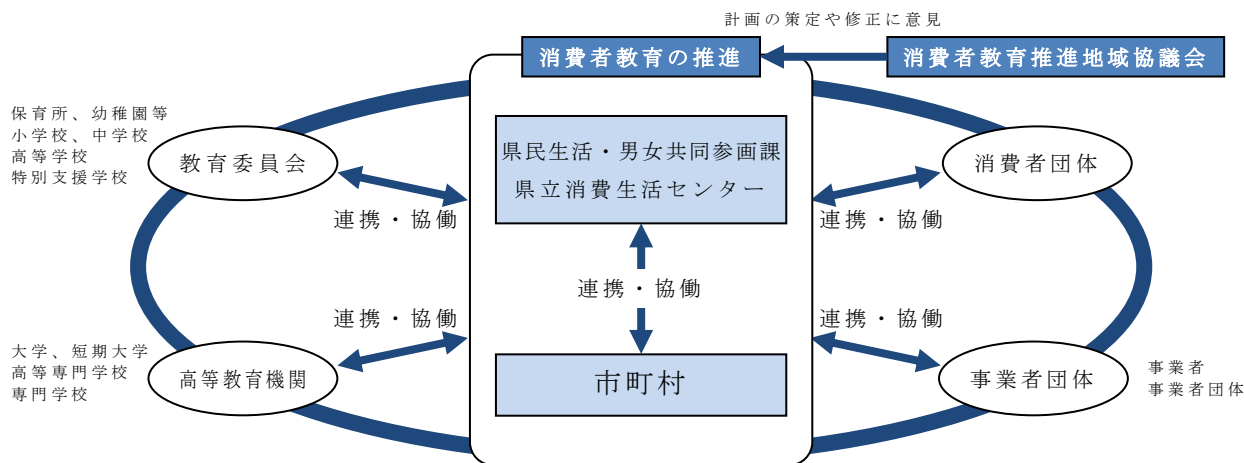 計画の策定や修正に意見
消費者教育の推進
消費者教育推進地域協議会
保育所、幼稚園等
小学校、中学校
高等学校
特別支援学校
教育委員会
県民生活・男女共同参画課
県立消費生活センター
消費者団体
連携・協働
連携・協働
連携・協働
連携・協働
連携・協働
大学、短期大学
高等専門学校
専門学校
高等教育機関
市町村
事業者団体
事業者
事業者団体